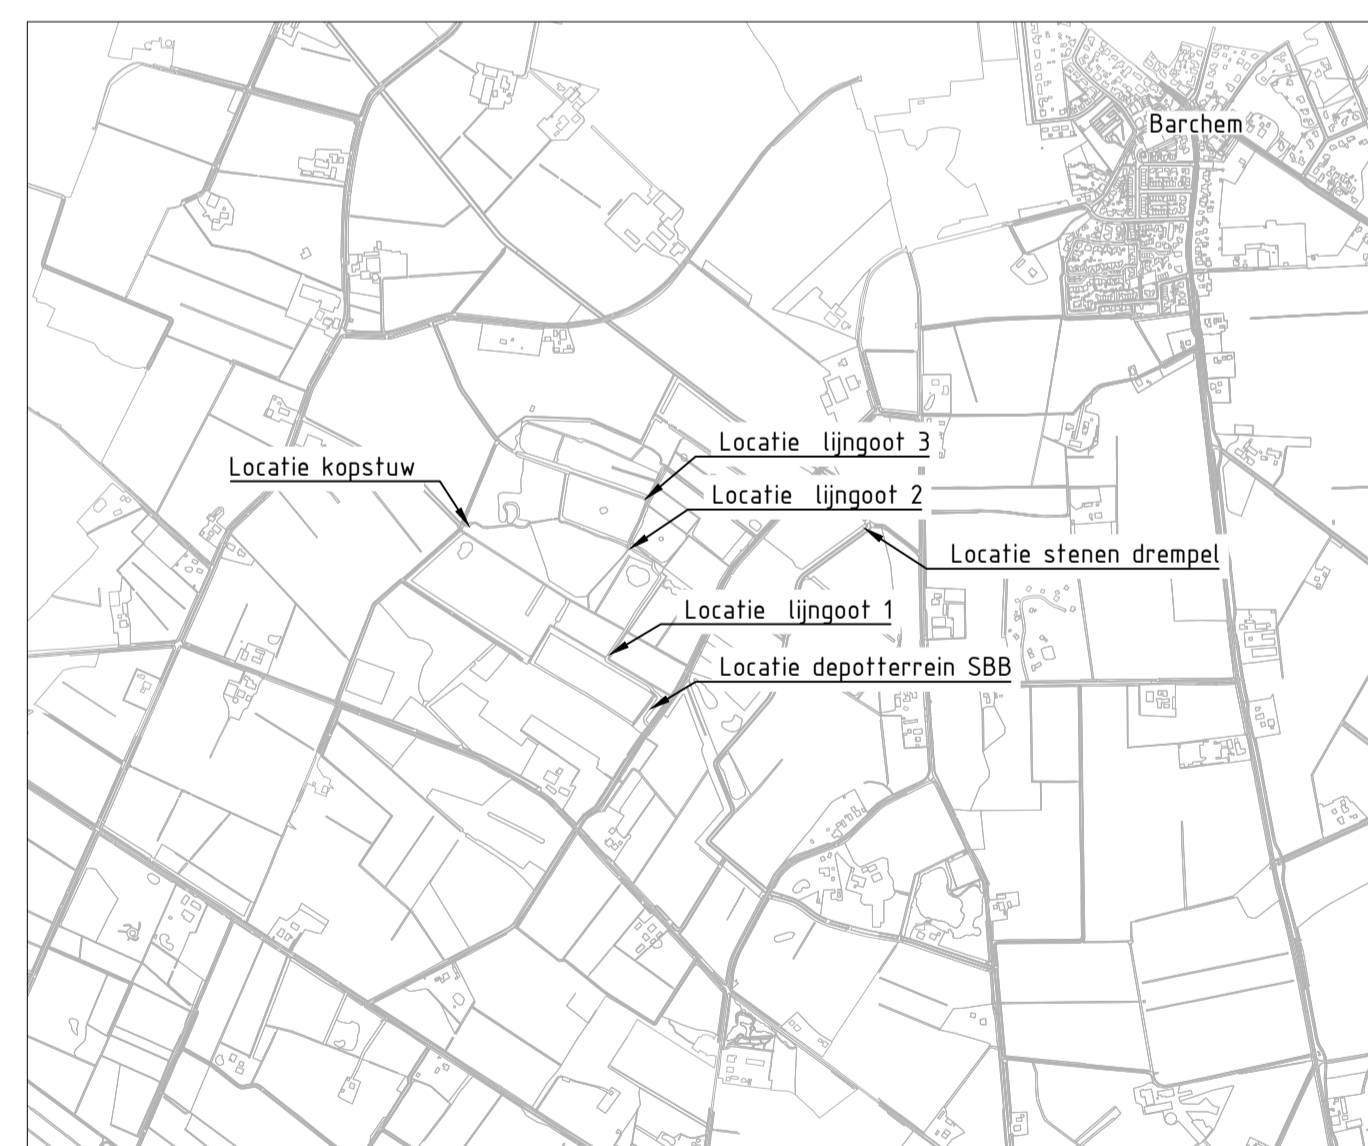 Barchem
Locatie lijngoot 3
Locatie kopstuw
Locatie lijngoot 2
Locatie stenen drempel
Locatie lijngoot 1
Locatie depotterrein SBB